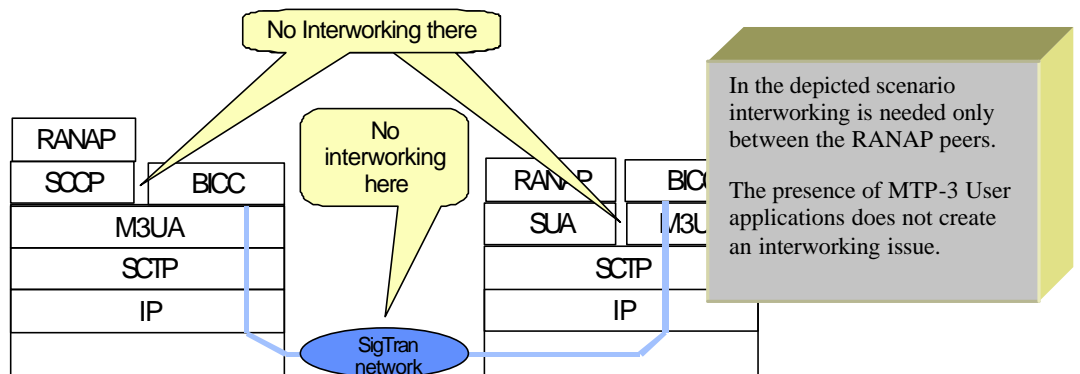 No Interworking there
No
interworking
here
RANAP
SCCP
BICC
M3UA
SCTP
IP
RANAP
BICC
SUA
M3U
SCTP
IP
SigTran
network
In the depicted scenario
interworking is needed only
between the RANAP peers.
The presence of MTP-3 User
applications does not create
an interworking issue.